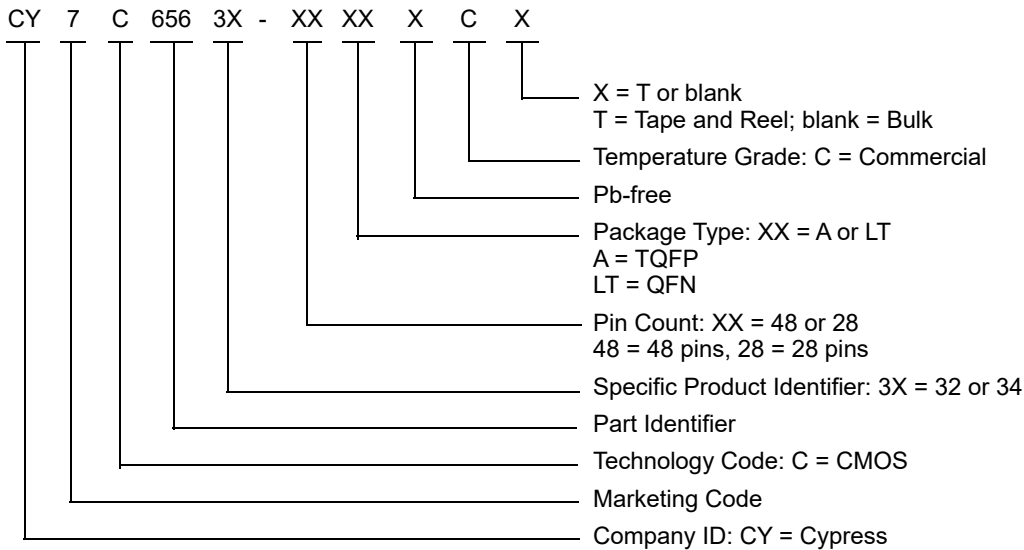 CY 7 C 656 3X - XX XX X C X
X = T or blank
T = Tape and Reel; blank = Bulk
Temperature Grade: C = Commercial
Pb-free
Package Type: XX = A or LT
A = TQFP
LT = QFN
Pin Count: XX = 48 or 28
48 = 48 pins, 28 = 28 pins
Specific Product Identifier: 3X = 32 or 34
Part Identifier
Technology Code: C = CMOS
Marketing Code
Company ID: CY = Cypress